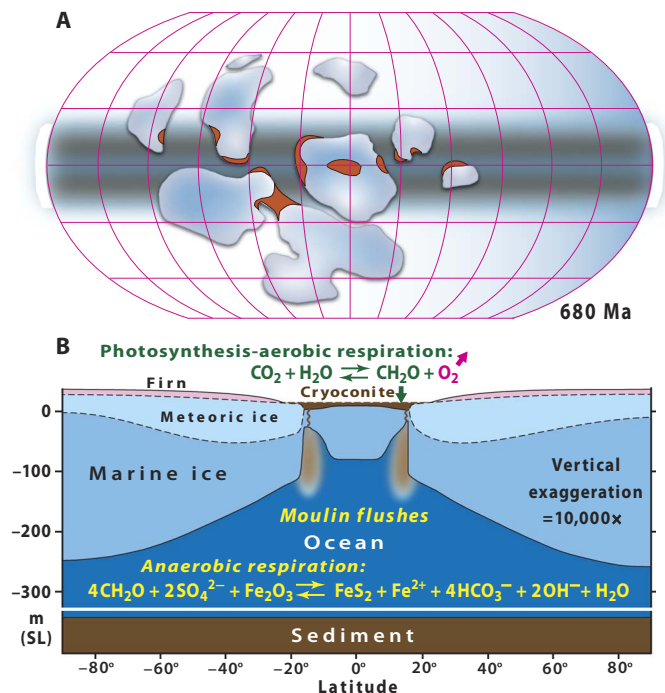 A
680 Ma
B
Photosynthesis-aerobic respiration:
CO₂ + H₂O ⇌ CH₂O + O₂
Firn
Cryoconite
0
Meteoric ice
Marine ice
−100
Vertical
exaggeration
=10,000×
−200
Moulin flushes
Ocean
Anaerobic respiration:
−300
4CH₂O + 2SO₄²⁻ + Fe₂O₃ ⇌ FeS₂ + Fe²⁺ + 4HCO₃⁻ + 2OH⁻ + H₂O
m
(SL)
Sediment
−80° −60° −40° −20° 0° 20° 40° 60° 80°
Latitude